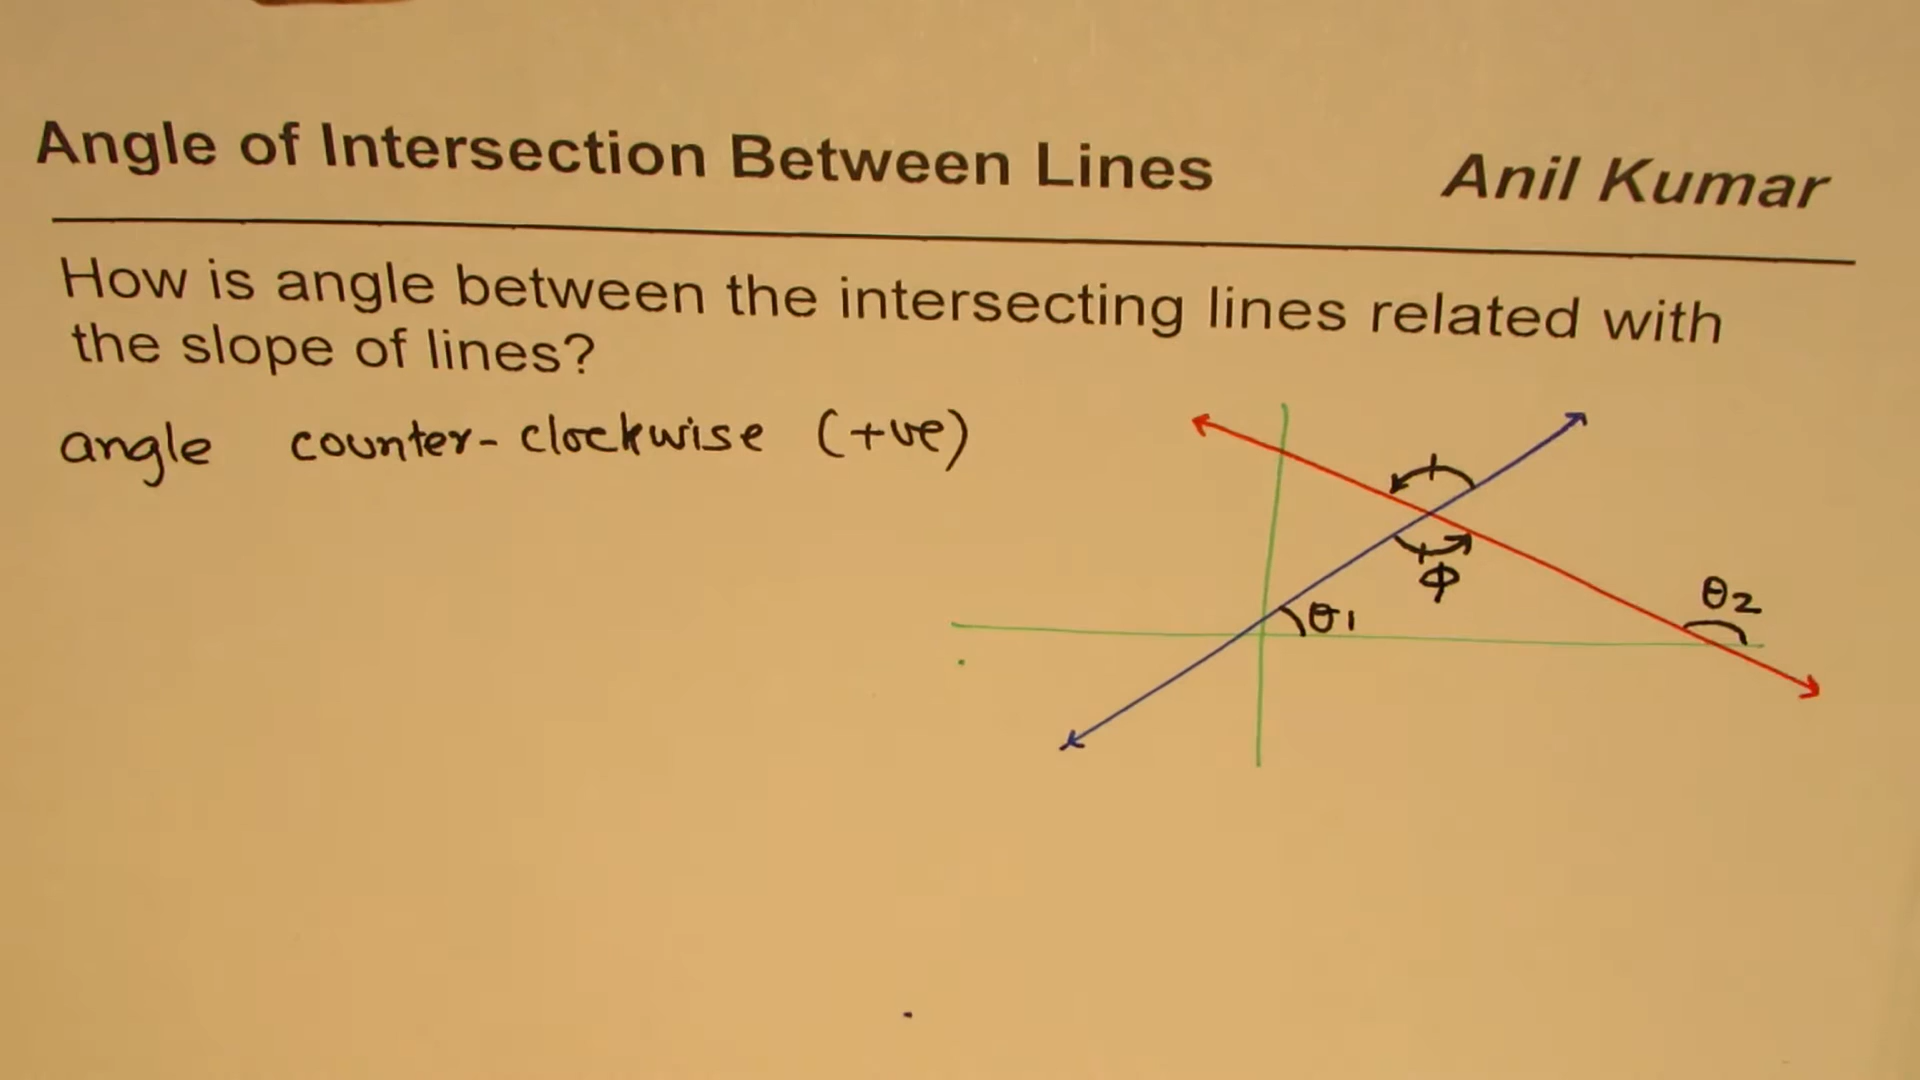 Angle of Intersection Between Lines
Anil Kumar
How is angle between the intersecting lines related with
the slope of lines?
angle counter-clockwise (+ve)
θ1
φ
θ2